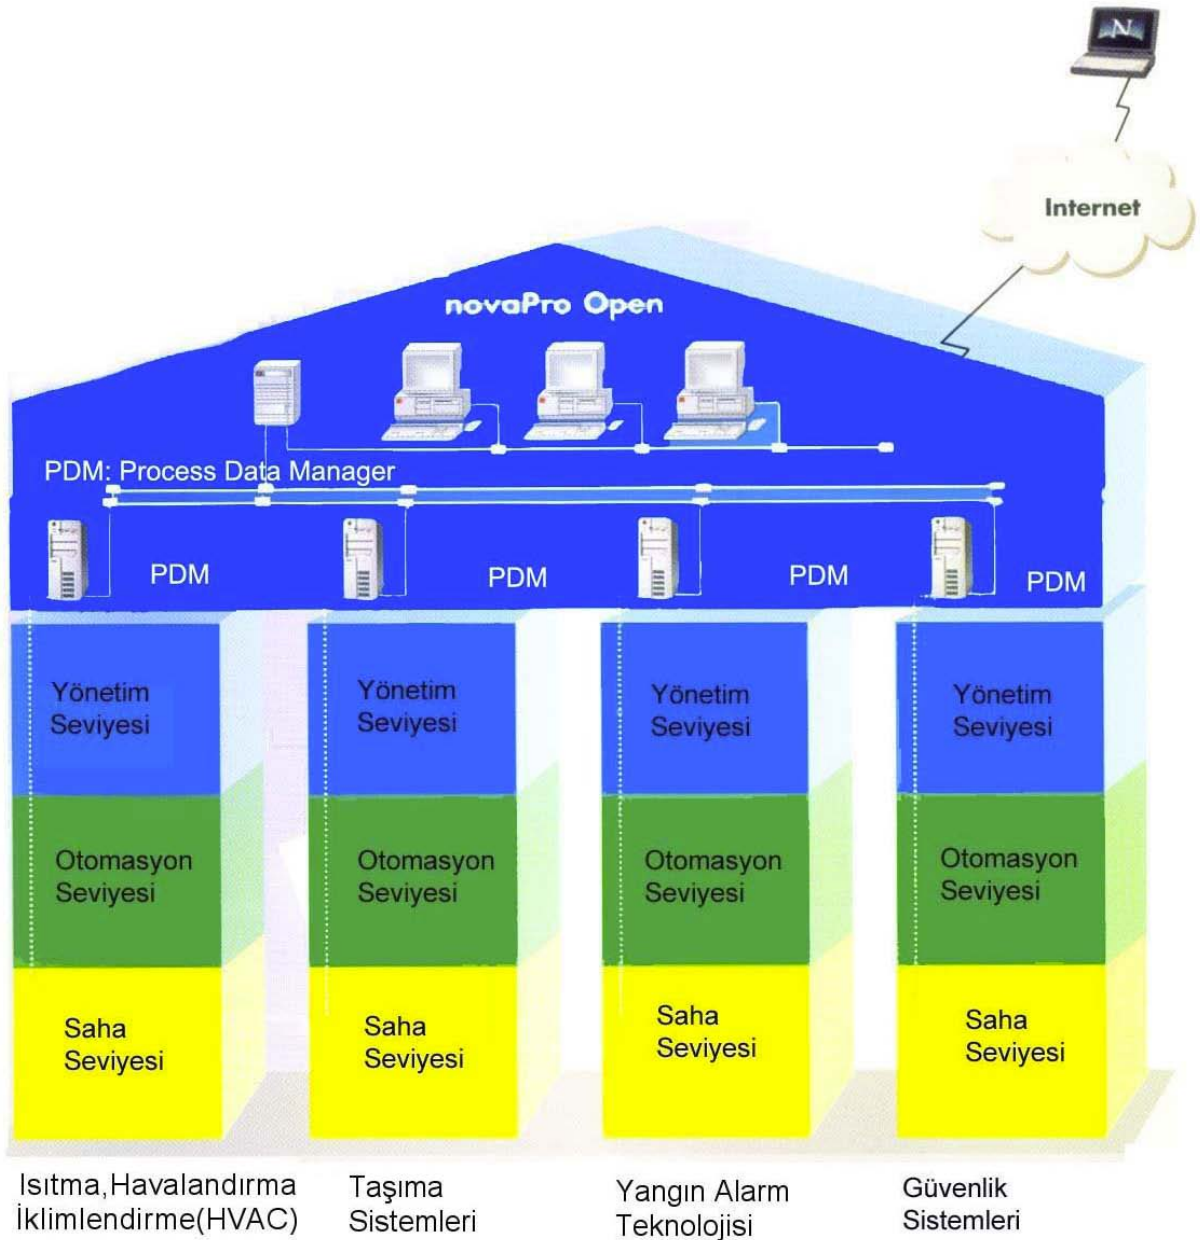 N
Internet
novaPro Open
PDM: Process Data Manager
PDM
PDM
PDM
PDM
Yönetim
Seviyesi
Yönetim
Seviyesi
Yönetim
Seviyesi
Yönetim
Seviyesi
Otomasyon
Seviyesi
Otomasyon
Seviyesi
Otomasyon
Seviyesi
Otomasyon
Seviyesi
Saha
Seviyesi
Saha
Seviyesi
Saha
Seviyesi
Saha
Seviyesi
Isıtma,Havalandırma
İklimlendirme(HVAC)
Taşıma
Sistemleri
Yangın Alarm
Teknolojisi
Güvenlik
Sistemleri